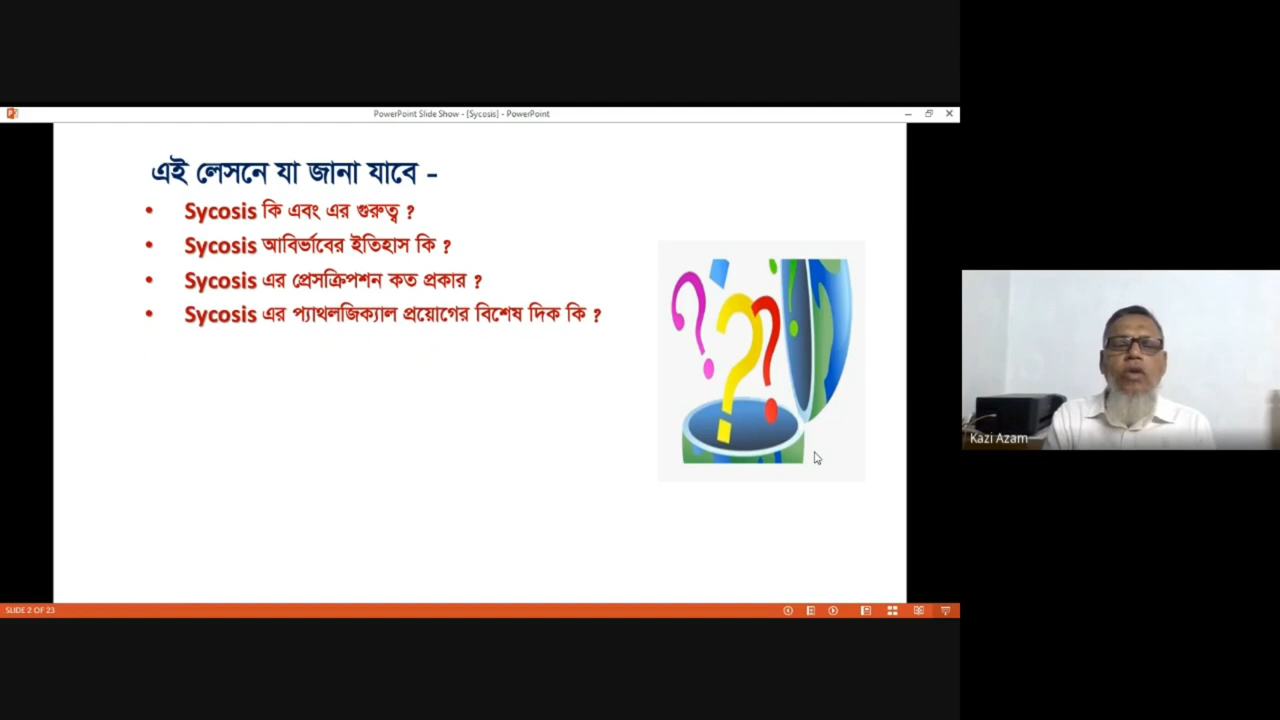 PowerPoint Slide Show - [Sycosis] - PowerPoint
এই লেসনে যা জানা যাবে -
• Sycosis কি এবং এর গুরুত্ব ?
• Sycosis আবির্ভাবের ইতিহাস কি ?
• Sycosis এর প্রেসক্রিপশন কত প্রকার ?
• Sycosis এর প্যাথলজিক্যাল প্রয়োগের বিশেষ দিক কি ?
Kazi Azam
SLIDE 2 OF 23